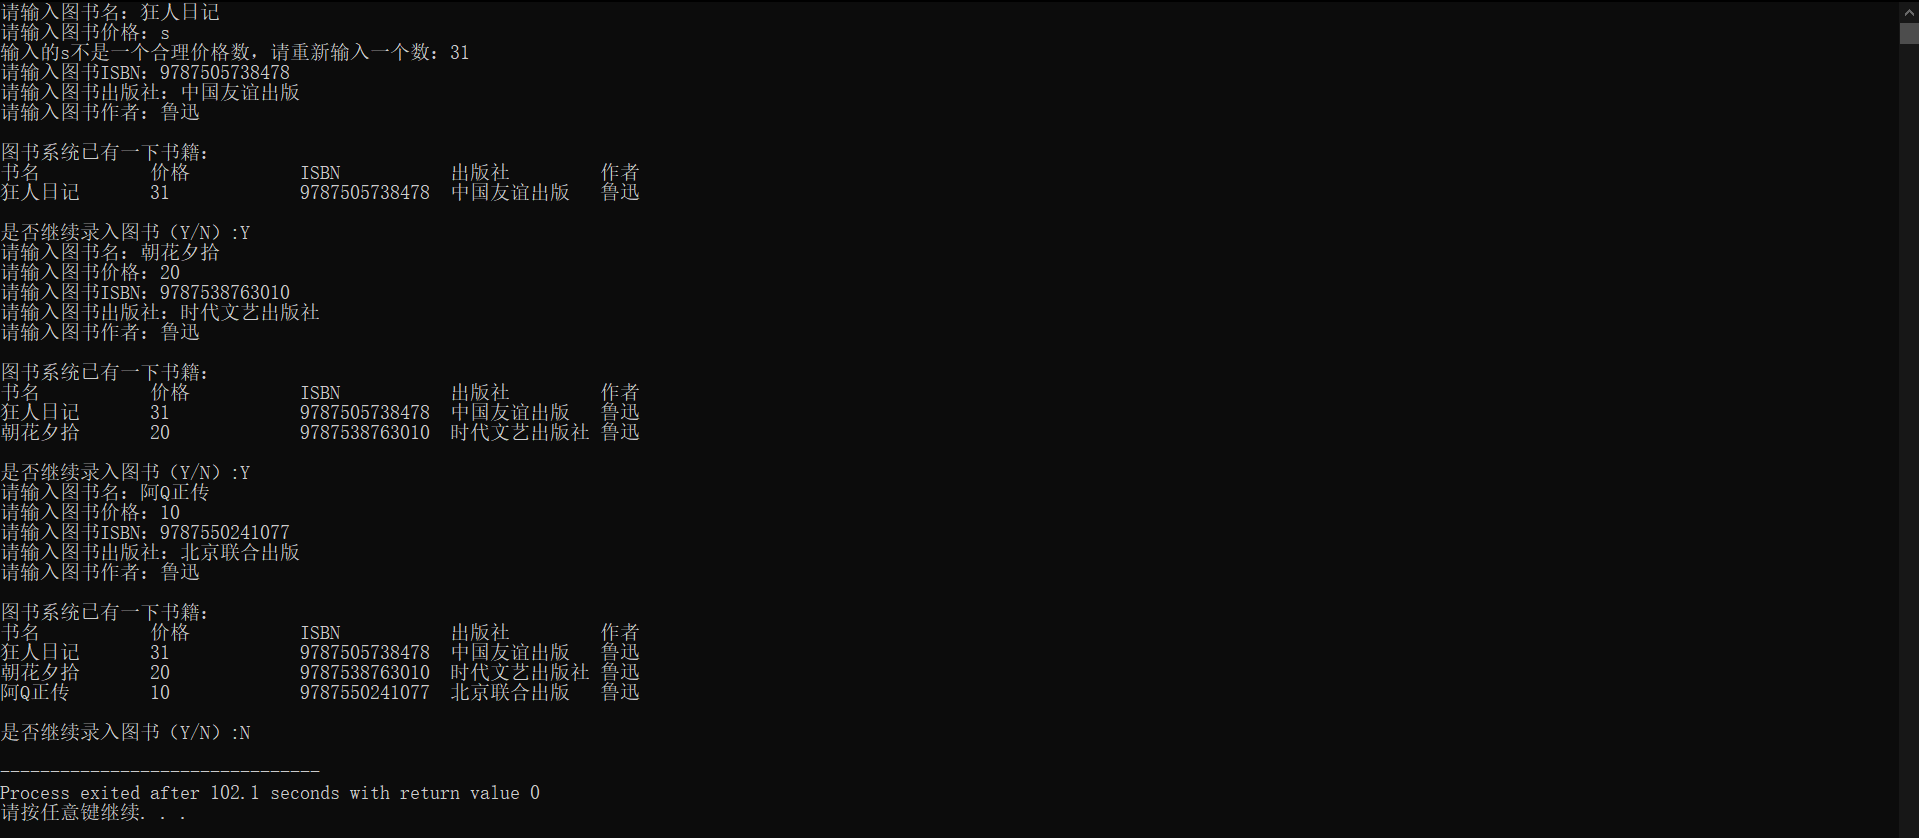 请输入图书名：狂人日记
请输入图书价格：s
输入的s不是一个合理价格数，请重新输入一个数：31
请输入图书ISBN：9787505738478
请输入图书出版社：中国友谊出版
请输入图书作者：鲁迅
图书系统已有一下书籍：
书名 价格 ISBN 出版社 作者
狂人日记 31 9787505738478 中国友谊出版 鲁迅
是否继续录入图书（Y/N）:Y
请输入图书名：朝花夕拾
请输入图书价格：20
请输入图书ISBN：9787538763010
请输入图书出版社：时代文艺出版社
请输入图书作者：鲁迅
图书系统已有一下书籍：
书名 价格 ISBN 出版社 作者
狂人日记 31 9787505738478 中国友谊出版 鲁迅
朝花夕拾 20 9787538763010 时代文艺出版社 鲁迅
是否继续录入图书（Y/N）:Y
请输入图书名：阿Q正传
请输入图书价格：10
请输入图书ISBN：9787550241077
请输入图书出版社：北京联合出版
请输入图书作者：鲁迅
图书系统已有一下书籍：
书名 价格 ISBN 出版社 作者
狂人日记 31 9787505738478 中国友谊出版 鲁迅
朝花夕拾 20 9787538763010 时代文艺出版社 鲁迅
阿Q正传 10 9787550241077 北京联合出版 鲁迅
是否继续录入图书（Y/N）:N
--------------------------------
Process exited after 102.1 seconds with return value 0
请按任意键继续. . .